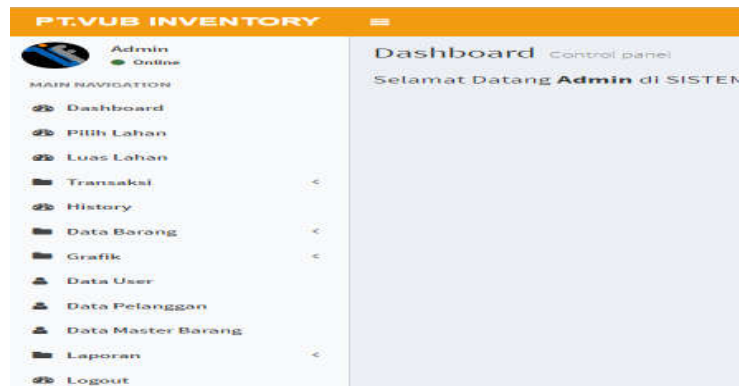 PT.VUB INVENTORY
Admin
Online
MAIN NAVIGATION
Dashboard
Pilih Lahan
Luas Lahan
Transaksi
History
Data Barang
Grafik
Data User
Data Pelanggan
Data Master Barang
Laporan
Logout
Dashboard Control panel
Selamat Datang Admin di SISTEM